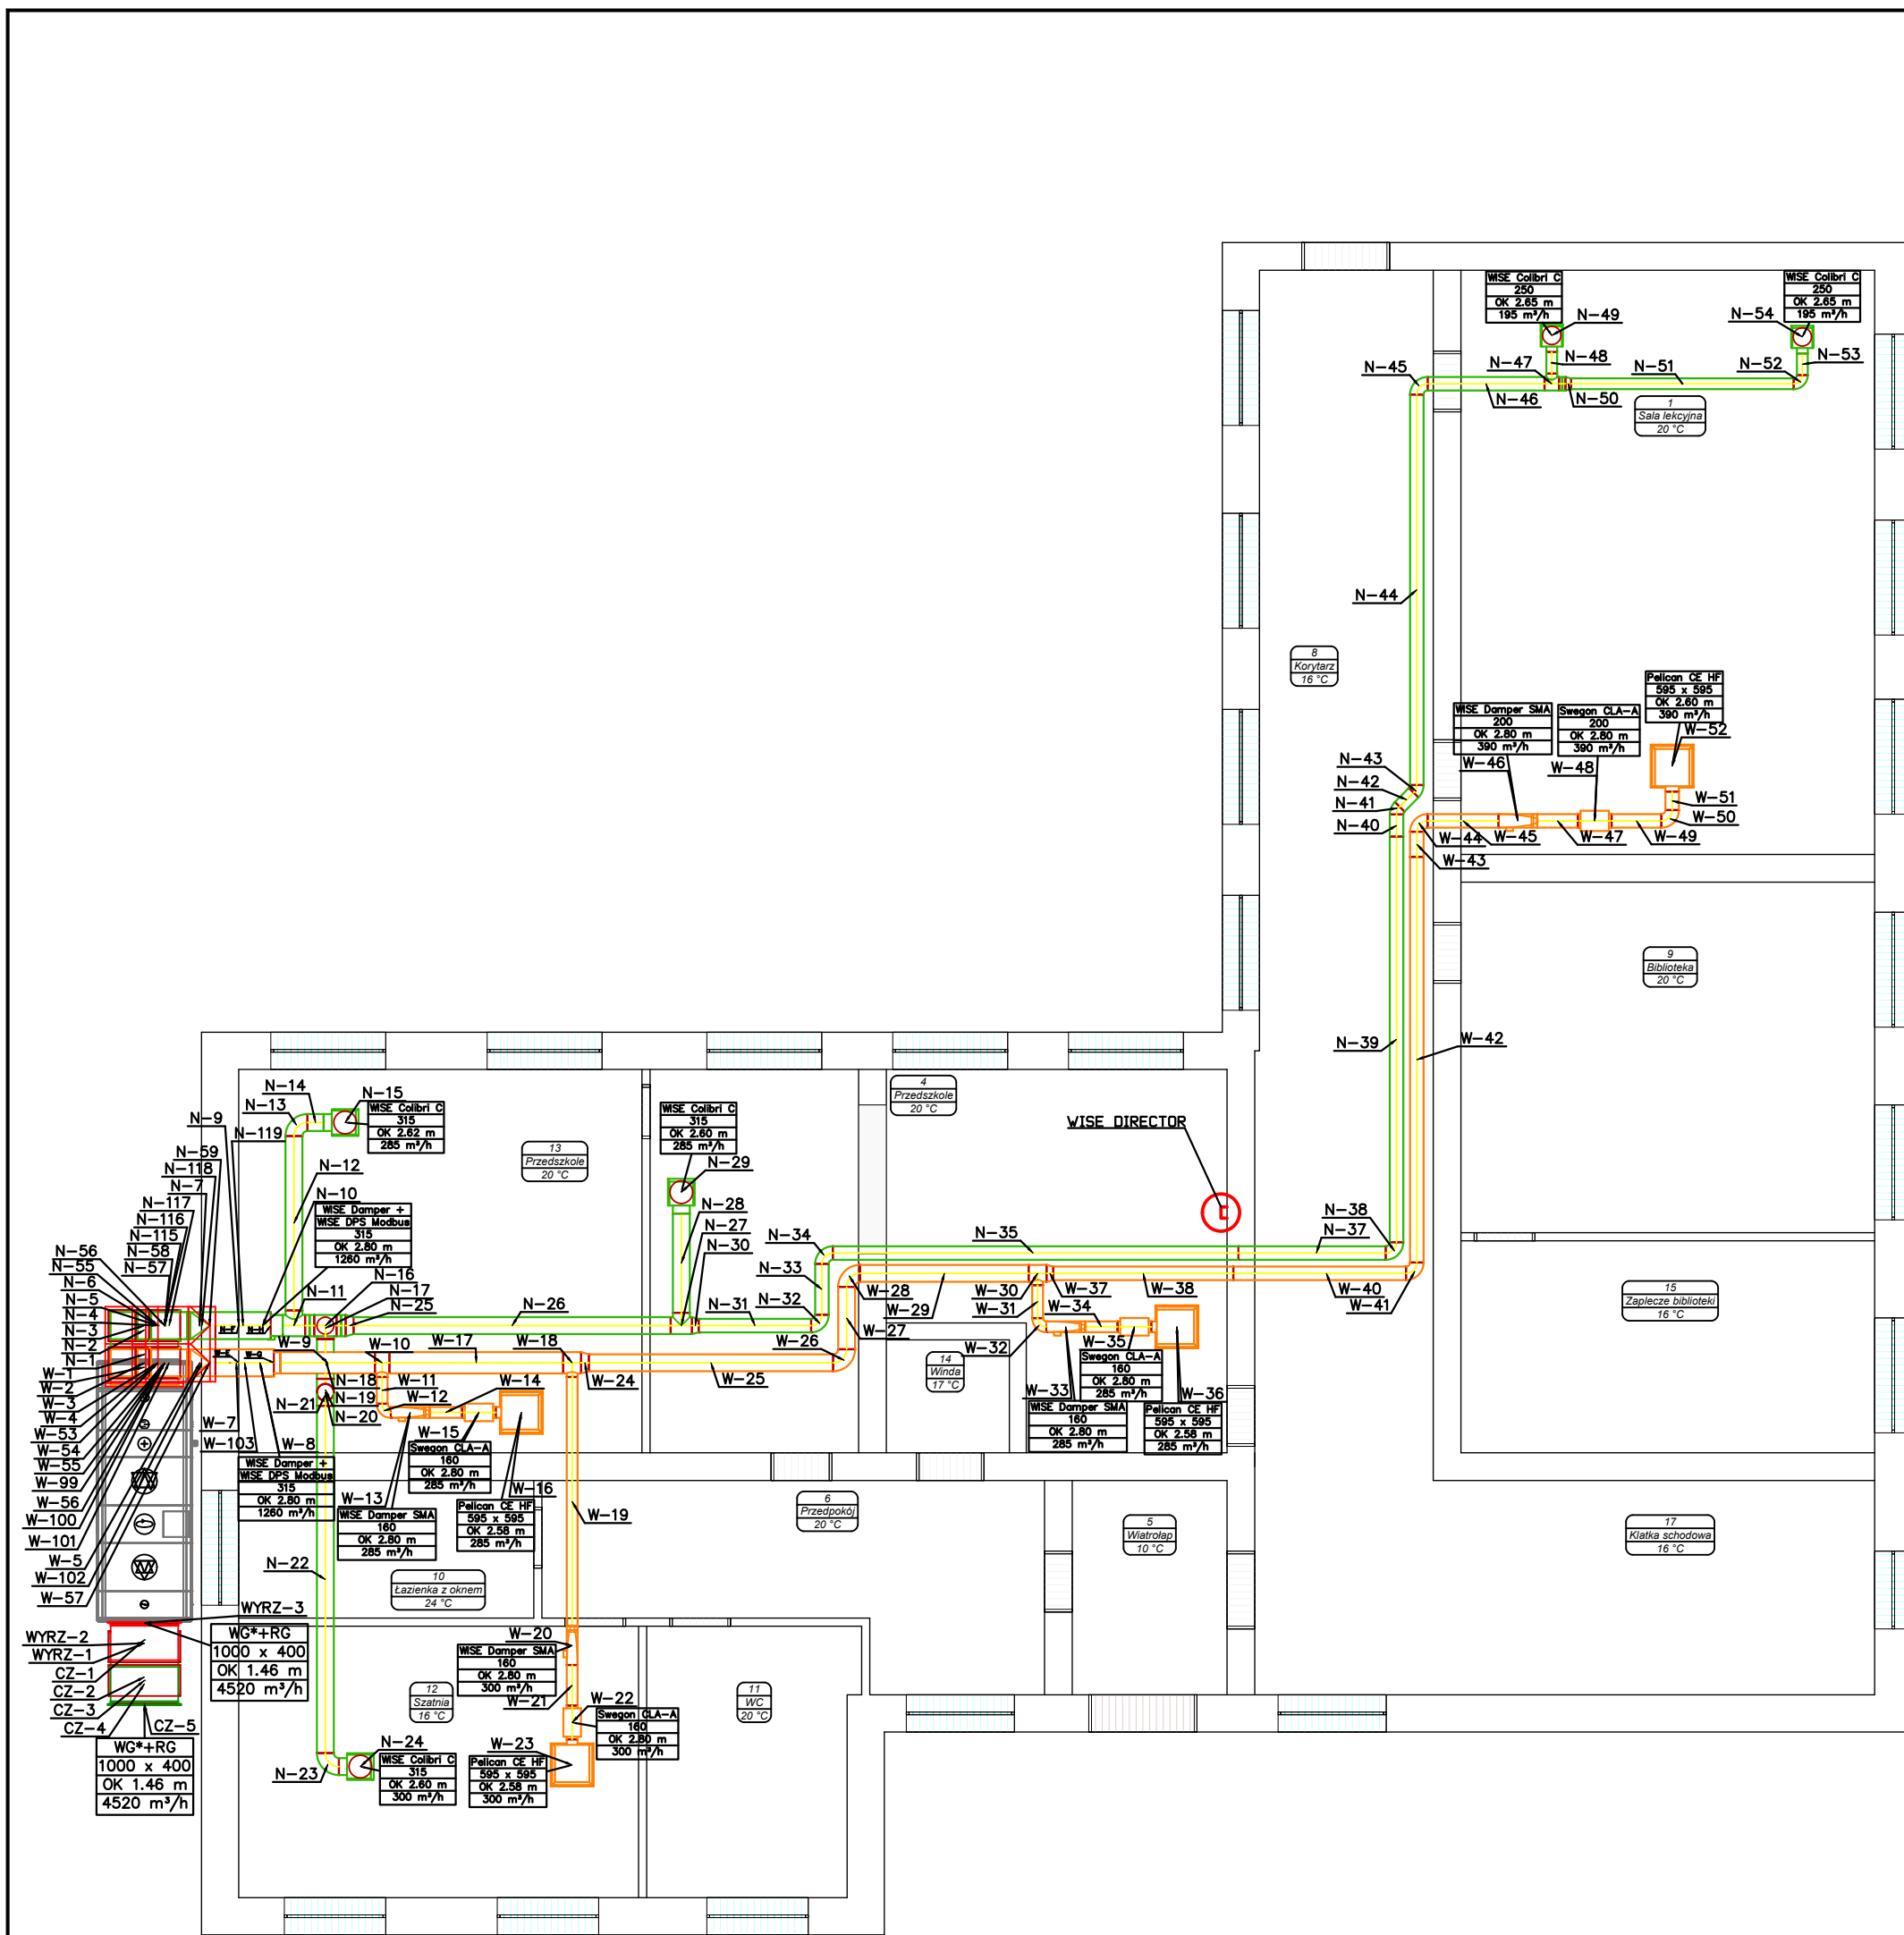 WISE Colibri C
250
OK 2.65 m
195 m³/h
N-49
WISE Colibri C
250
OK 2.65 m
195 m³/h
N-54
N-45
N-47
N-48
N-51
N-52
N-53
N-46
N-50
1
Sala lekcyjna
20 °C
N-44
8
Korytarz
16 °C
Pelican CE HF
595 x 595
OK 2.60 m
390 m³/h
W-52
WISE Damper SMA
200
OK 2.80 m
390 m³/h
W-46
Swegon CLA-A
200
OK 2.80 m
390 m³/h
W-48
N-43
N-42
N-41
N-40
W-51
W-50
W-44
W-45
W-47
W-49
W-43
9
Biblioteka
20 °C
N-39
W-42
N-14
N-15
N-13
N-9
N-119
WISE Colibri C
315
OK 2.62 m
285 m³/h
WISE Colibri C
315
OK 2.60 m
285 m³/h
N-29
4
Przedszkole
20 °C
WISE DIRECTOR
13
Przedszkole
20 °C
N-59
N-118
N-7
N-117
N-116
N-115
N-58
N-57
N-56
N-55
N-6
N-5
N-4
N-3
N-2
N-1
N-12
N-10
WISE Damper +
WISE DPS Modbus
315
OK 2.80 m
1260 m³/h
N-11
N-16
N-17
N-25
N-26
N-28
N-27
N-30
N-31
N-32
N-33
N-34
N-35
N-38
N-37
W-1
W-2
W-3
W-4
W-53
W-54
W-55
W-99
W-56
W-100
W-101
W-5
W-102
W-57
W-7
W-103
W-8
W-9
W-10
W-17
W-18
W-24
W-25
W-26
W-27
W-28
W-29
W-30
W-31
W-32
W-37
W-38
W-34
W-35
W-40
W-41
W-33
W-36
N-18
N-19
N-20
N-21
W-11
W-12
W-14
W-15
Swegon CLA-A
160
OK 2.80 m
285 m³/h
WISE Damper +
WISE DPS Modbus
315
OK 2.80 m
1260 m³/h
W-13
WISE Damper SMA
160
OK 2.80 m
285 m³/h
W-16
Pelican CE HF
595 x 595
OK 2.58 m
285 m³/h
Swegon CLA-A
160
OK 2.80 m
285 m³/h
WISE Damper SMA
160
OK 2.80 m
285 m³/h
Pelican CE HF
595 x 595
OK 2.58 m
285 m³/h
14
Winda
17 °C
15
Zaplecze biblioteki
16 °C
W-19
6
Przedpokój
20 °C
5
Wiatrołap
10 °C
17
Klatka schodowa
16 °C
N-22
10
Łazienka z oknem
24 °C
WYRZ-3
WYRZ-2
WYRZ-1
CZ-1
CZ-2
CZ-3
CZ-4
CZ-5
WG*+RG
1000 x 400
OK 1.46 m
4520 m³/h
WG*+RG
1000 x 400
OK 1.46 m
4520 m³/h
W-20
WISE Damper SMA
160
OK 2.80 m
300 m³/h
W-21
W-22
Swegon CLA-A
160
OK 2.80 m
300 m³/h
12
Szatnia
16 °C
11
WC
20 °C
N-24
N-23
WISE Colibri C
315
OK 2.60 m
300 m³/h
W-23
Pelican CE HF
595 x 595
OK 2.58 m
300 m³/h